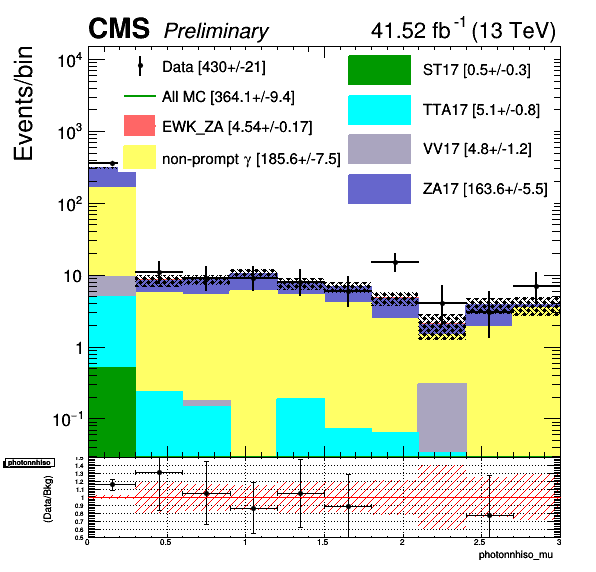 CMS Preliminary 41.52 fb⁻¹ (13 TeV)
Events/bin
Data [430+/-21]
All MC [364.1+/-9.4]
EWK_ZA [4.54+/-0.17]
non-prompt γ [185.6+/-7.5]
ST17 [0.5+/-0.3]
TTA17 [5.1+/-0.8]
VV17 [4.8+/-1.2]
ZA17 [163.6+/-5.5]
10⁴
10³
10²
10
1
10⁻¹
photonnhiso
(Data/Bkg)
1.5
1.4
1.3
1.2
1.1
1
0.9
0.8
0.7
0.6
0.5
0 0.5 1 1.5 2 2.5 3
photonnhiso_mu